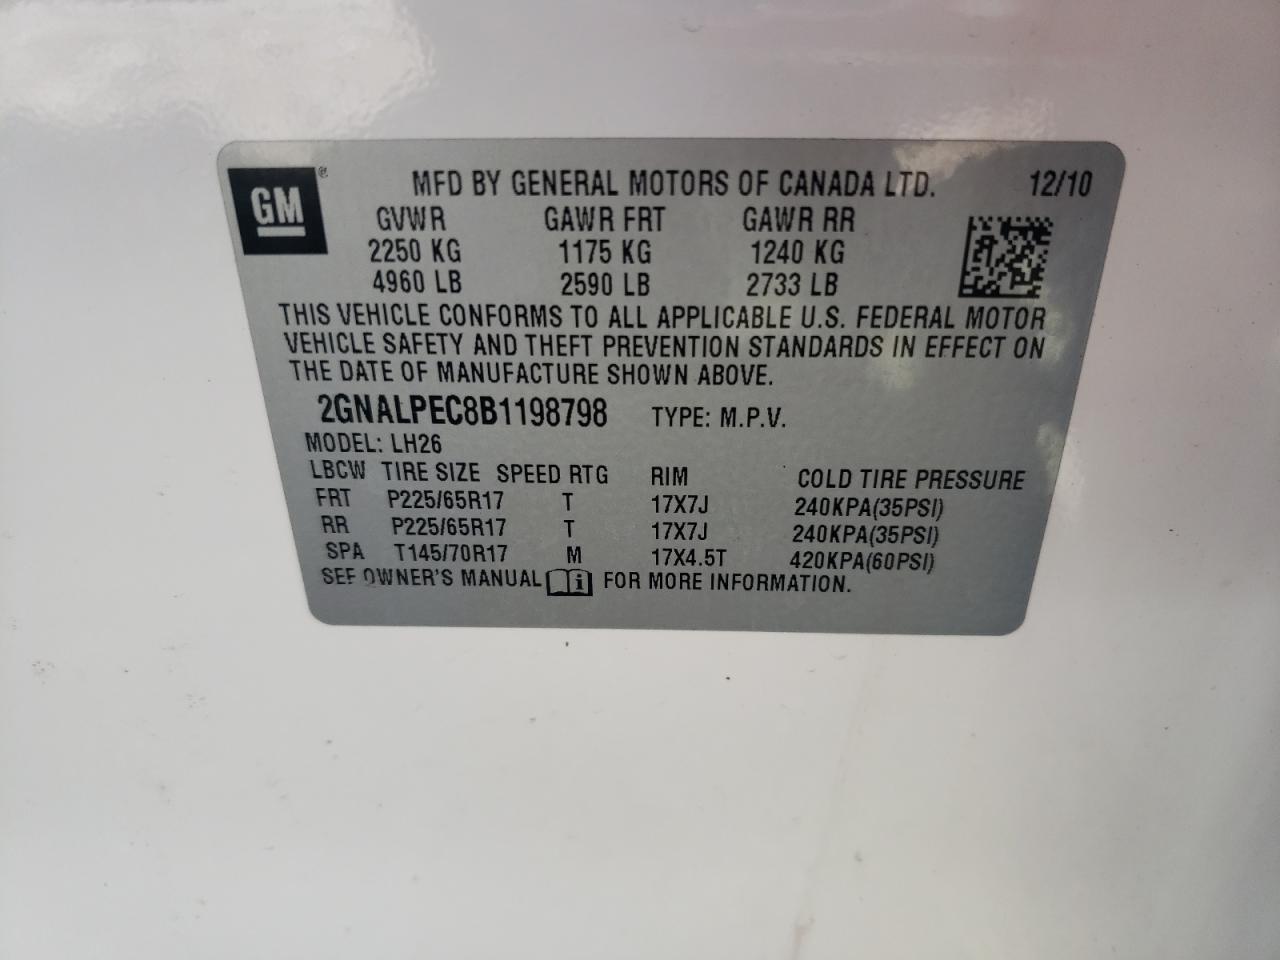 GM®
MFD BY GENERAL MOTORS OF CANADA LTD. 12/10
GVWR GAWR FRT GAWR RR
2250 KG 1175 KG 1240 KG
4960 LB 2590 LB 2733 LB
THIS VEHICLE CONFORMS TO ALL APPLICABLE U.S. FEDERAL MOTOR
VEHICLE SAFETY AND THEFT PREVENTION STANDARDS IN EFFECT ON
THE DATE OF MANUFACTURE SHOWN ABOVE.
2GNALPEC8B1198798 TYPE: M.P.V.
MODEL: LH26
LBCW TIRE SIZE SPEED RTG RIM COLD TIRE PRESSURE
FRT P225/65R17 T 17X7J 240KPA(35PSI)
RR P225/65R17 T 17X7J 240KPA(35PSI)
SPA T145/70R17 M 17X4.5T 420KPA(60PSI)
SEE OWNER'S MANUAL i FOR MORE INFORMATION.